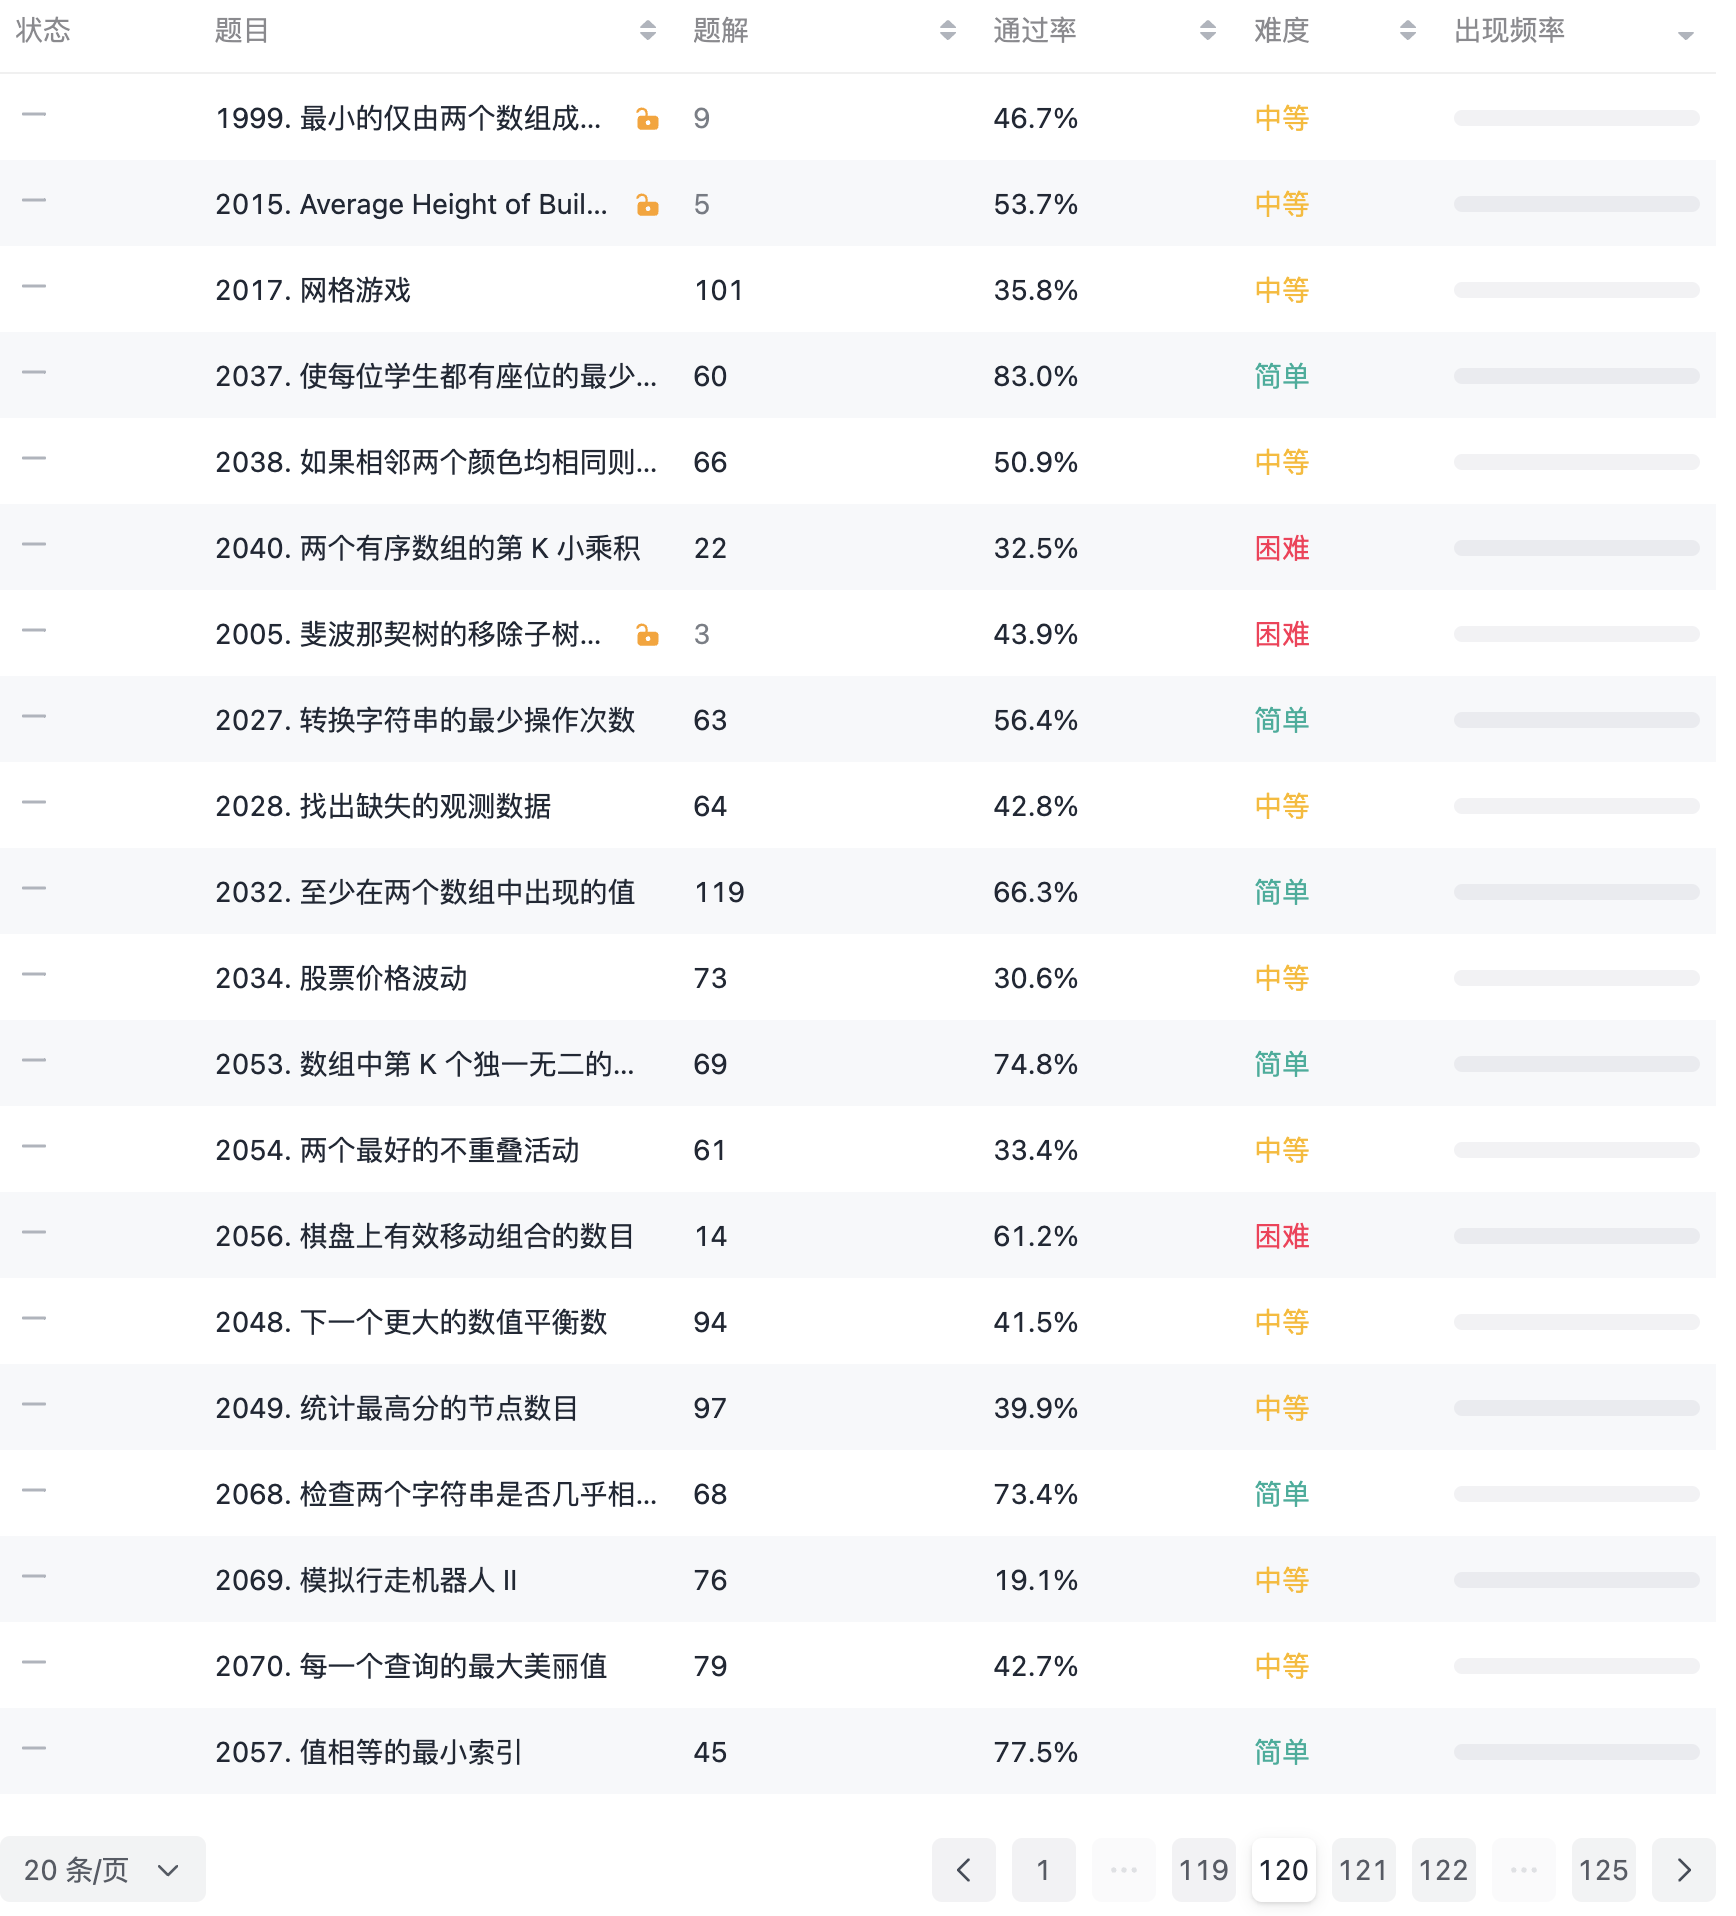 状态 题目 题解 通过率 难度 出现频率
1999. 最小的仅由两个数组成... 9 46.7% 中等
2015. Average Height of Buil... 5 53.7% 中等
2017. 网格游戏 101 35.8% 中等
2037. 使每位学生都有座位的最少... 60 83.0% 简单
2038. 如果相邻两个颜色均相同则... 66 50.9% 中等
2040. 两个有序数组的第 K 小乘积 22 32.5% 困难
2005. 斐波那契树的移除子树... 3 43.9% 困难
2027. 转换字符串的最少操作次数 63 56.4% 简单
2028. 找出缺失的观测数据 64 42.8% 中等
2032. 至少在两个数组中出现的值 119 66.3% 简单
2034. 股票价格波动 73 30.6% 中等
2053. 数组中第 K 个独一无二的... 69 74.8% 简单
2054. 两个最好的不重叠活动 61 33.4% 中等
2056. 棋盘上有效移动组合的数目 14 61.2% 困难
2048. 下一个更大的数值平衡数 94 41.5% 中等
2049. 统计最高分的节点数目 97 39.9% 中等
2068. 检查两个字符串是否几乎相... 68 73.4% 简单
2069. 模拟行走机器人 II 76 19.1% 中等
2070. 每一个查询的最大美丽值 79 42.7% 中等
2057. 值相等的最小索引 45 77.5% 简单
20 条/页 1 ... 119 120 121 122 ... 125